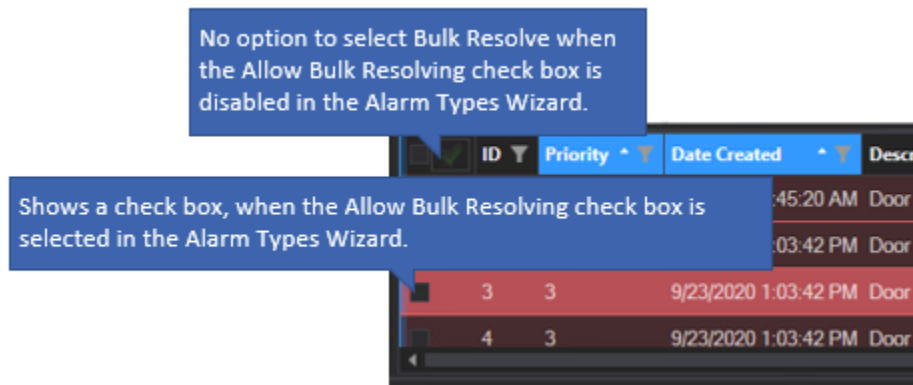 No option to select Bulk Resolve when
the Allow Bulk Resolving check box is
disabled in the Alarm Types Wizard.
ID Priority Date Created Descr
Shows a check box, when the Allow Bulk Resolving check box is
selected in the Alarm Types Wizard.
:45:20 AM Door
:03:42 PM Door
3 3 9/23/2020 1:03:42 PM Door
4 3 9/23/2020 1:03:42 PM Door